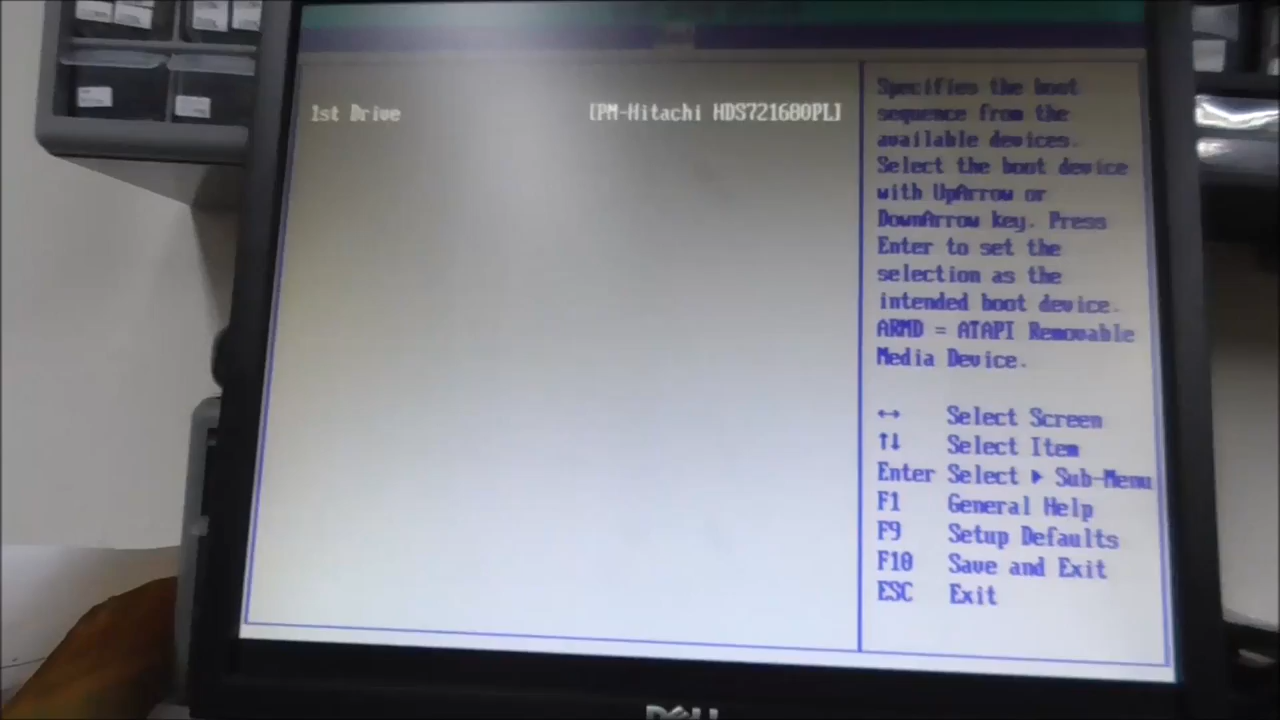 1st Drive [PM-Hitachi HDS721680PL]
Specifies the boot
sequence from the
available devices.
Select the boot device
with UpArrow or
DownArrow key. Press
Enter to set the
selection as the
intended boot device.
ARMD = ATAPI Removable
Media Device.
↔ Select Screen
↑↓ Select Item
Enter Select ▶ Sub-Menu
F1 General Help
F9 Setup Defaults
F10 Save and Exit
ESC Exit
DELL